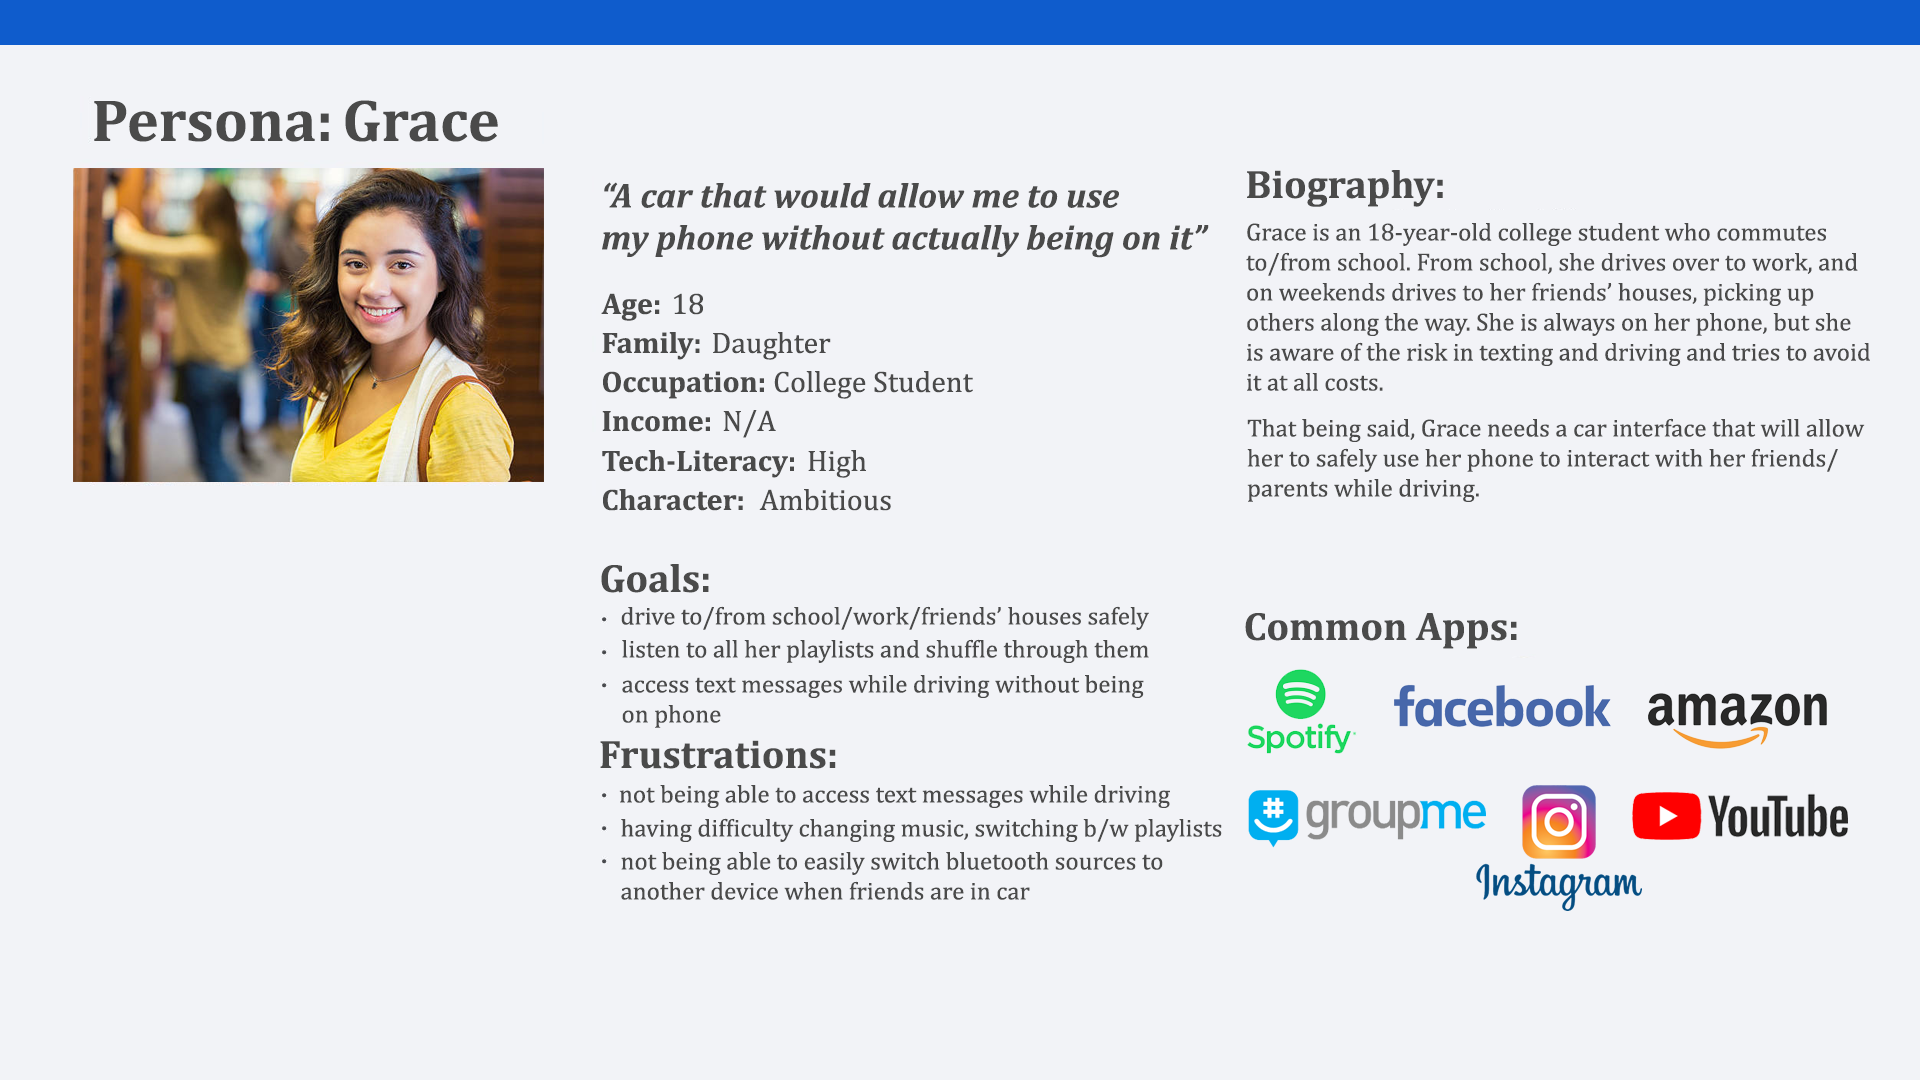 Persona: Grace
“A car that would allow me to use
my phone without actually being on it”
Age: 18
Family: Daughter
Occupation: College Student
Income: N/A
Tech-Literacy: High
Character: Ambitious
Goals:
· drive to/from school/work/friends’ houses safely
· listen to all her playlists and shuffle through them
· access text messages while driving without being
on phone
Frustrations:
· not being able to access text messages while driving
· having difficulty changing music, switching b/w playlists
· not being able to easily switch bluetooth sources to
another device when friends are in car
Biography:
Grace is an 18-year-old college student who commutes
to/from school. From school, she drives over to work, and
on weekends drives to her friends’ houses, picking up
others along the way. She is always on her phone, but she
is aware of the risk in texting and driving and tries to avoid
it at all costs.
That being said, Grace needs a car interface that will allow
her to safely use her phone to interact with her friends/
parents while driving.
Common Apps:
Spotify
facebook
amazon
# groupme
Instagram
YouTube